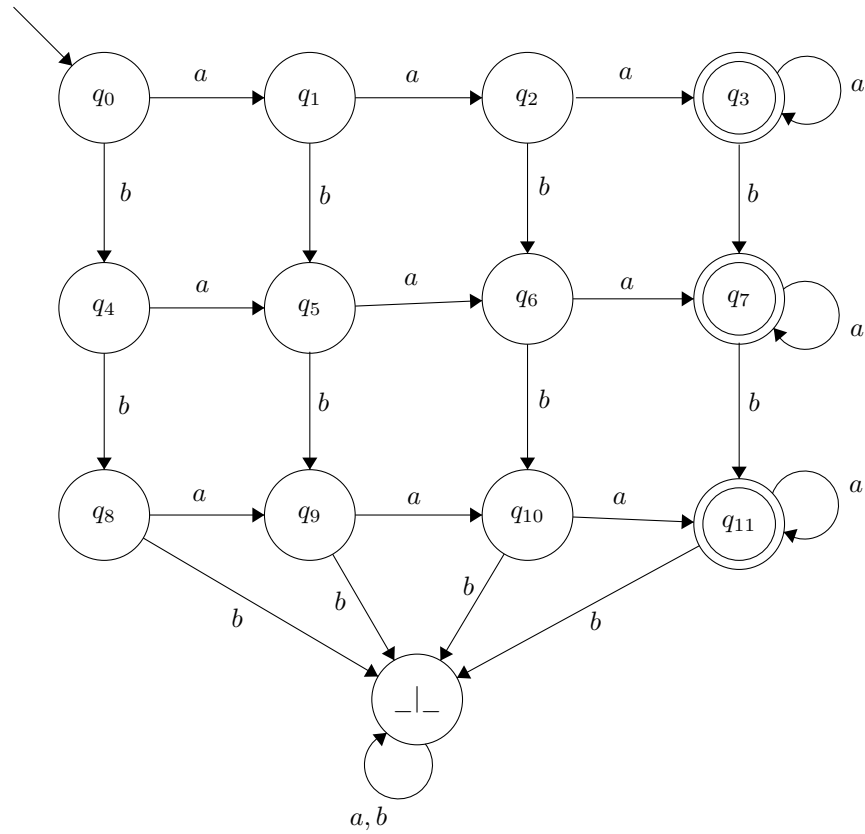 a a a a
q₀ q₁ q₂ q₃
b b b b
a a a
q₄ q₅ q₆ q₇
a
b b b b
a a a a
q₈ q₉ q₁₀ q₁₁
b b b b
_|_
a, b